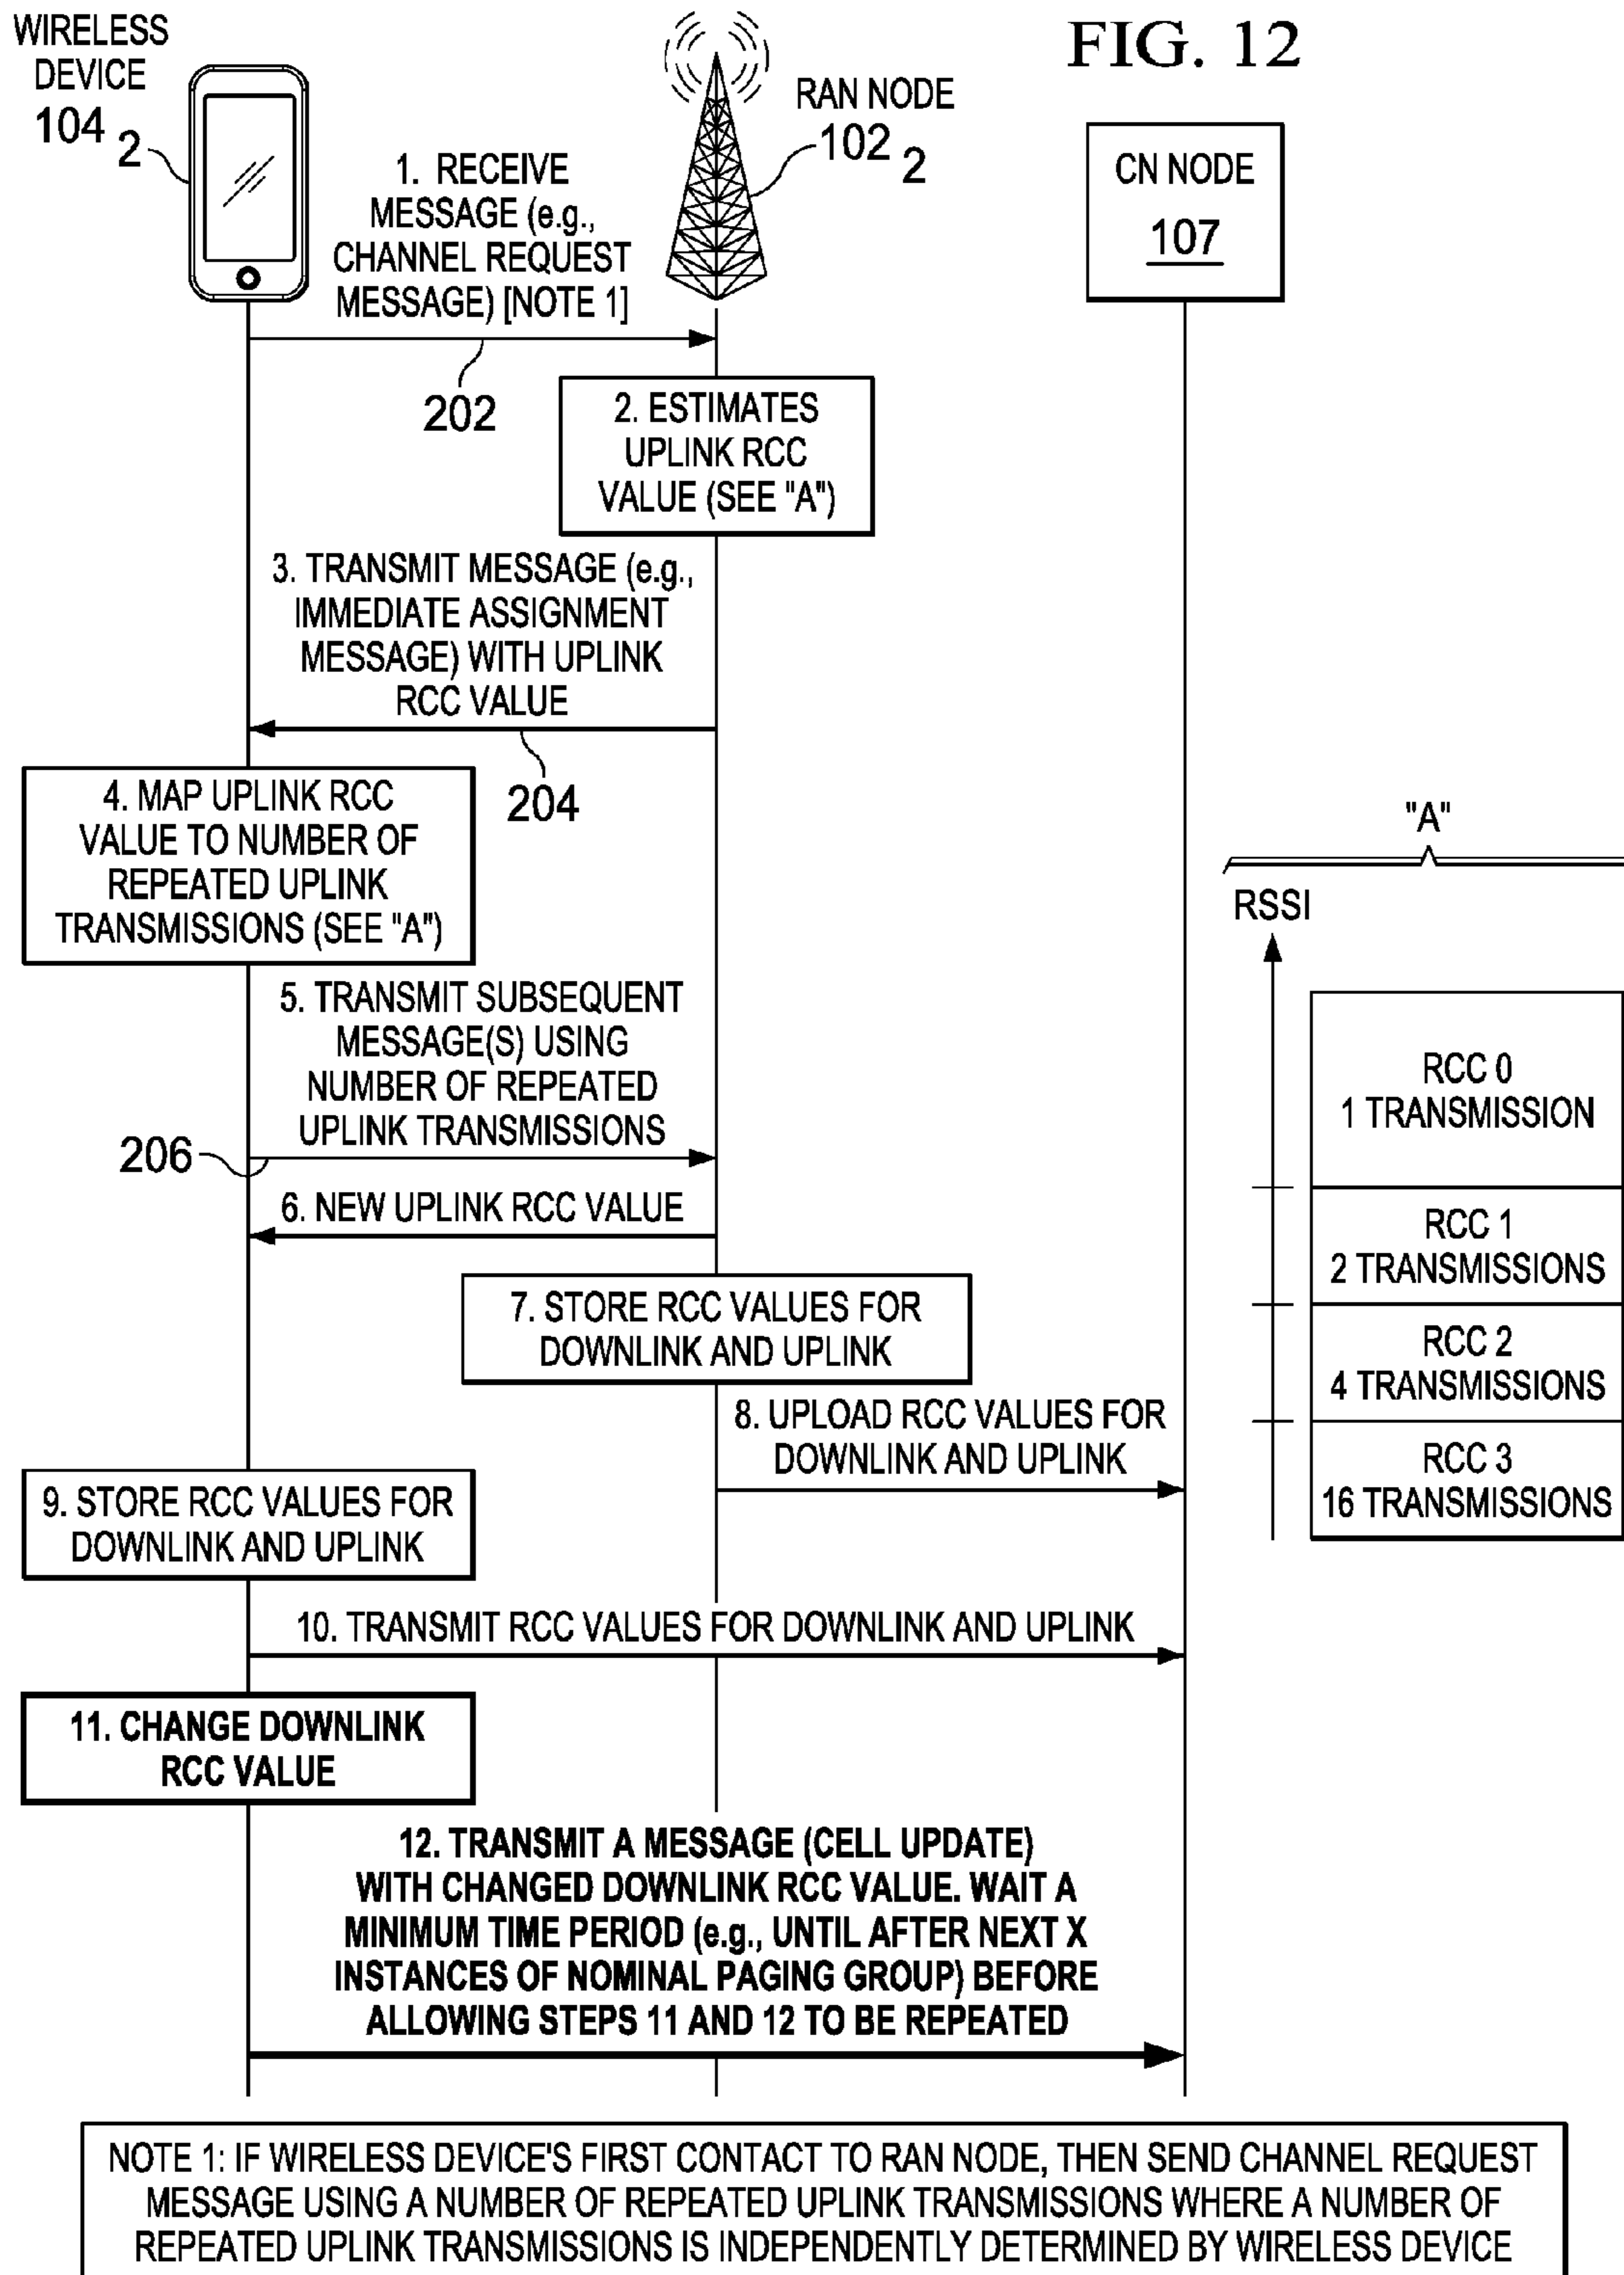 FIG. 12
WIRELESS
DEVICE
104 2
RAN NODE
102 2
CN NODE
107
1. RECEIVE
MESSAGE (e.g.,
CHANNEL REQUEST
MESSAGE) [NOTE 1]
202
2. ESTIMATES
UPLINK RCC
VALUE (SEE "A")
3. TRANSMIT MESSAGE (e.g.,
IMMEDIATE ASSIGNMENT
MESSAGE) WITH UPLINK
RCC VALUE
204
4. MAP UPLINK RCC
VALUE TO NUMBER OF
REPEATED UPLINK
TRANSMISSIONS (SEE "A")
5. TRANSMIT SUBSEQUENT
MESSAGE(S) USING
NUMBER OF REPEATED
UPLINK TRANSMISSIONS
206
6. NEW UPLINK RCC VALUE
7. STORE RCC VALUES FOR
DOWNLINK AND UPLINK
8. UPLOAD RCC VALUES FOR
DOWNLINK AND UPLINK
9. STORE RCC VALUES FOR
DOWNLINK AND UPLINK
10. TRANSMIT RCC VALUES FOR DOWNLINK AND UPLINK
11. CHANGE DOWNLINK
RCC VALUE
12. TRANSMIT A MESSAGE (CELL UPDATE)
WITH CHANGED DOWNLINK RCC VALUE. WAIT A
MINIMUM TIME PERIOD (e.g., UNTIL AFTER NEXT X
INSTANCES OF NOMINAL PAGING GROUP) BEFORE
ALLOWING STEPS 11 AND 12 TO BE REPEATED
"A"
RSSI
RCC 0
1 TRANSMISSION
RCC 1
2 TRANSMISSIONS
RCC 2
4 TRANSMISSIONS
RCC 3
16 TRANSMISSIONS
NOTE 1: IF WIRELESS DEVICE'S FIRST CONTACT TO RAN NODE, THEN SEND CHANNEL REQUEST
MESSAGE USING A NUMBER OF REPEATED UPLINK TRANSMISSIONS WHERE A NUMBER OF
REPEATED UPLINK TRANSMISSIONS IS INDEPENDENTLY DETERMINED BY WIRELESS DEVICE